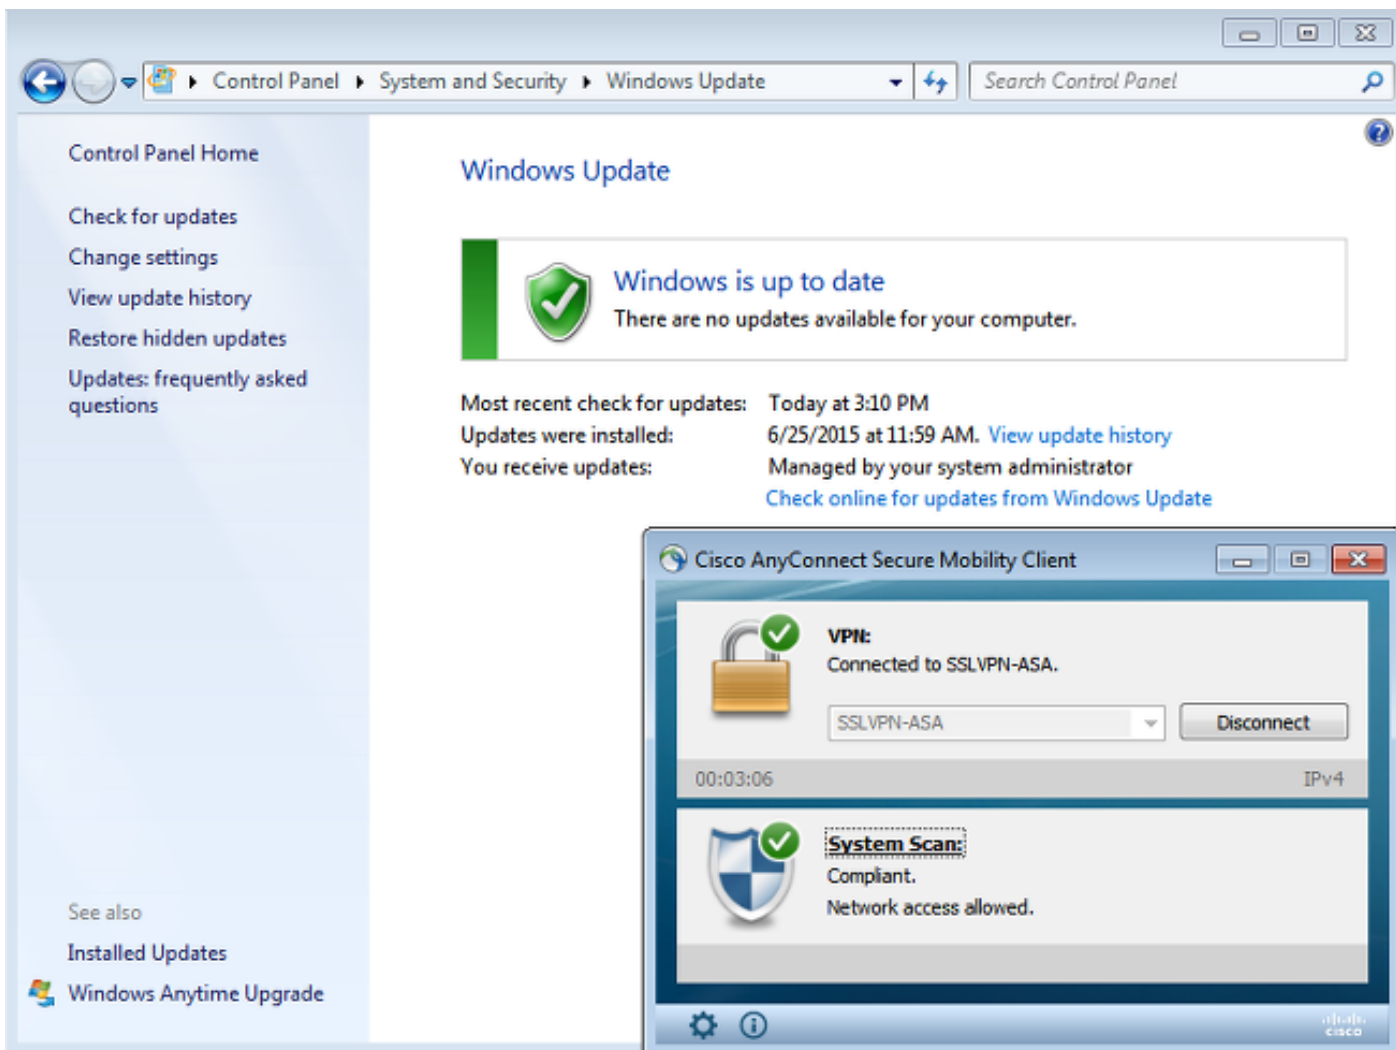 Control Panel
System and Security
Windows Update
Search Control Panel
Control Panel Home
Check for updates
Change settings
View update history
Restore hidden updates
Updates: frequently asked
questions
See also
Installed Updates
Windows Anytime Upgrade
Windows Update
Windows is up to date
There are no updates available for your computer.
Most recent check for updates: Today at 3:10 PM
Updates were installed: 6/25/2015 at 11:59 AM. View update history
You receive updates: Managed by your system administrator
Check online for updates from Windows Update
Cisco AnyConnect Secure Mobility Client
VPN:
Connected to SSLVPN-ASA.
SSLVPN-ASA
Disconnect
00:03:06
IPv4
System Scan:
Compliant.
Network access allowed.
CISCO